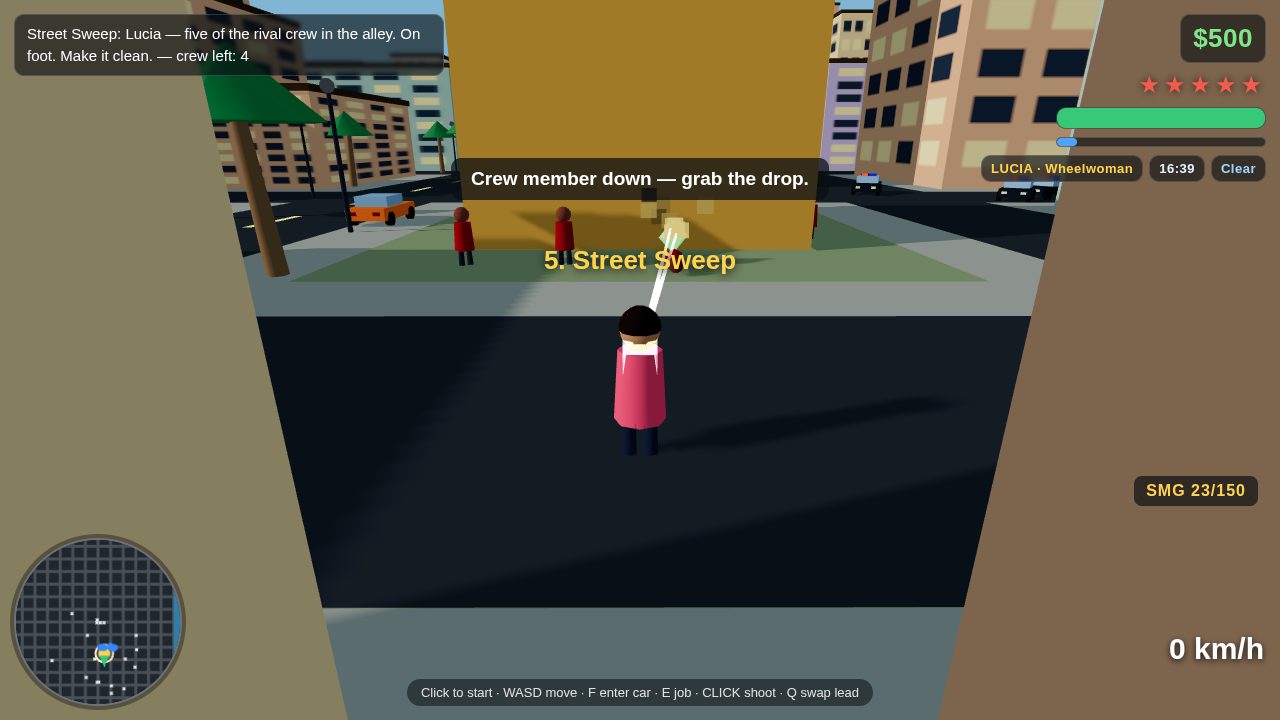 Street Sweep: Lucia — five of the rival crew in the alley. On
foot. Make it clean. — crew left: 4
$500
★ ★ ★ ★ ★
LUCIA · Wheelwoman
16:39
Clear
Crew member down — grab the drop.
5. Street Sweep
SMG 23/150
0 km/h
Click to start · WASD move · F enter car · E job · CLICK shoot · Q swap lead